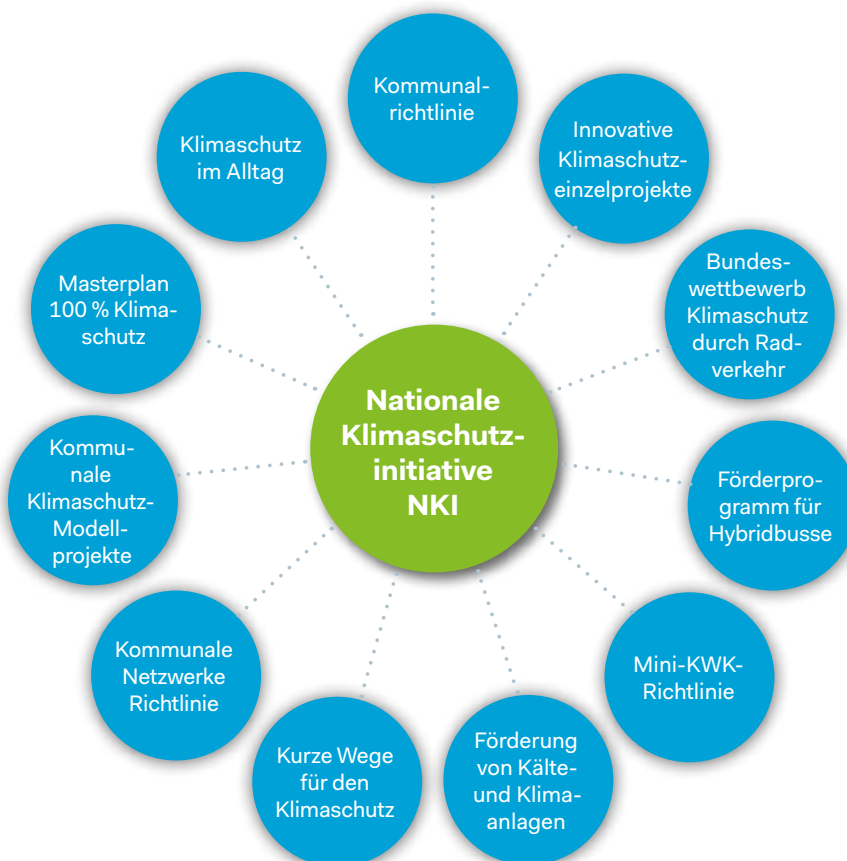 Kommunal-
richtlinie
Innovative
Klimaschutz-
einzelprojekte
Bundes-
wettbewerb
Klimaschutz
durch Rad-
verkehr
Förderpro-
gramm für
Hybridbusse
Mini-KWK-
Richtlinie
Förderung
von Kälte-
und Klima-
anlagen
Kurze Wege
für den
Klimaschutz
Kommunale
Netzwerke
Richtlinie
Kommu-
nale
Klimaschutz-
Modell-
projekte
Masterplan
100 % Klima-
schutz
Klimaschutz
im Alltag
Nationale
Klimaschutz-
initiative
NKI